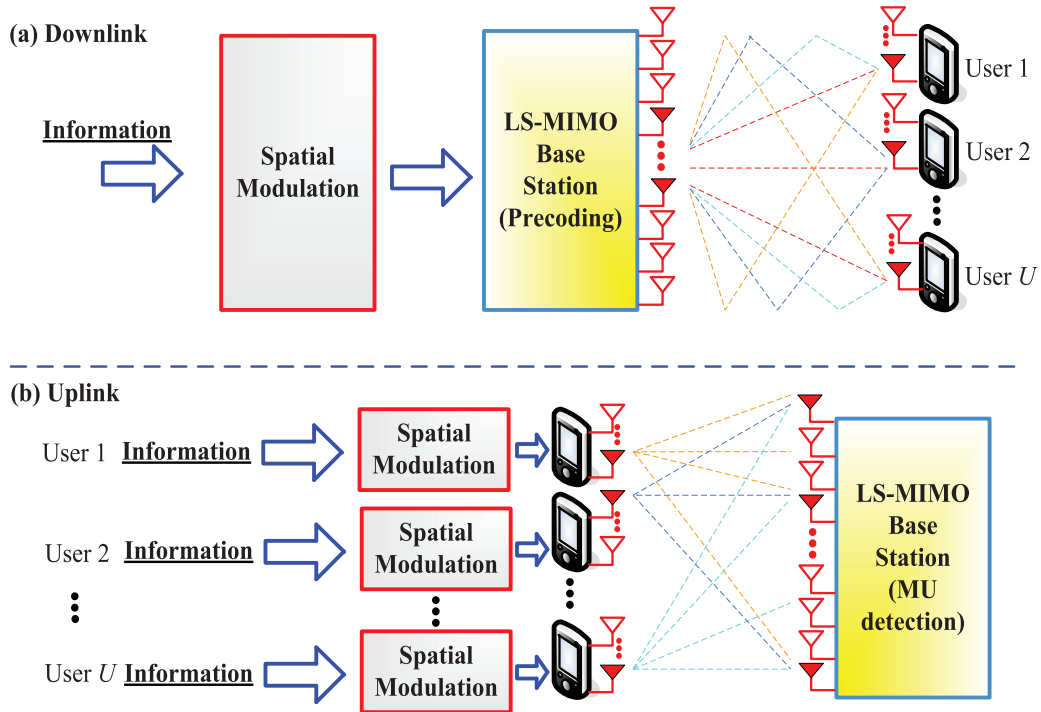 (a) Downlink
Information
Spatial
Modulation
LS-MIMO
Base
Station
(Precoding)
User 1
User 2
User U
(b) Uplink
User 1 Information
Spatial
Modulation
User 2 Information
Spatial
Modulation
User U Information
Spatial
Modulation
LS-MIMO
Base
Station
(MU
detection)